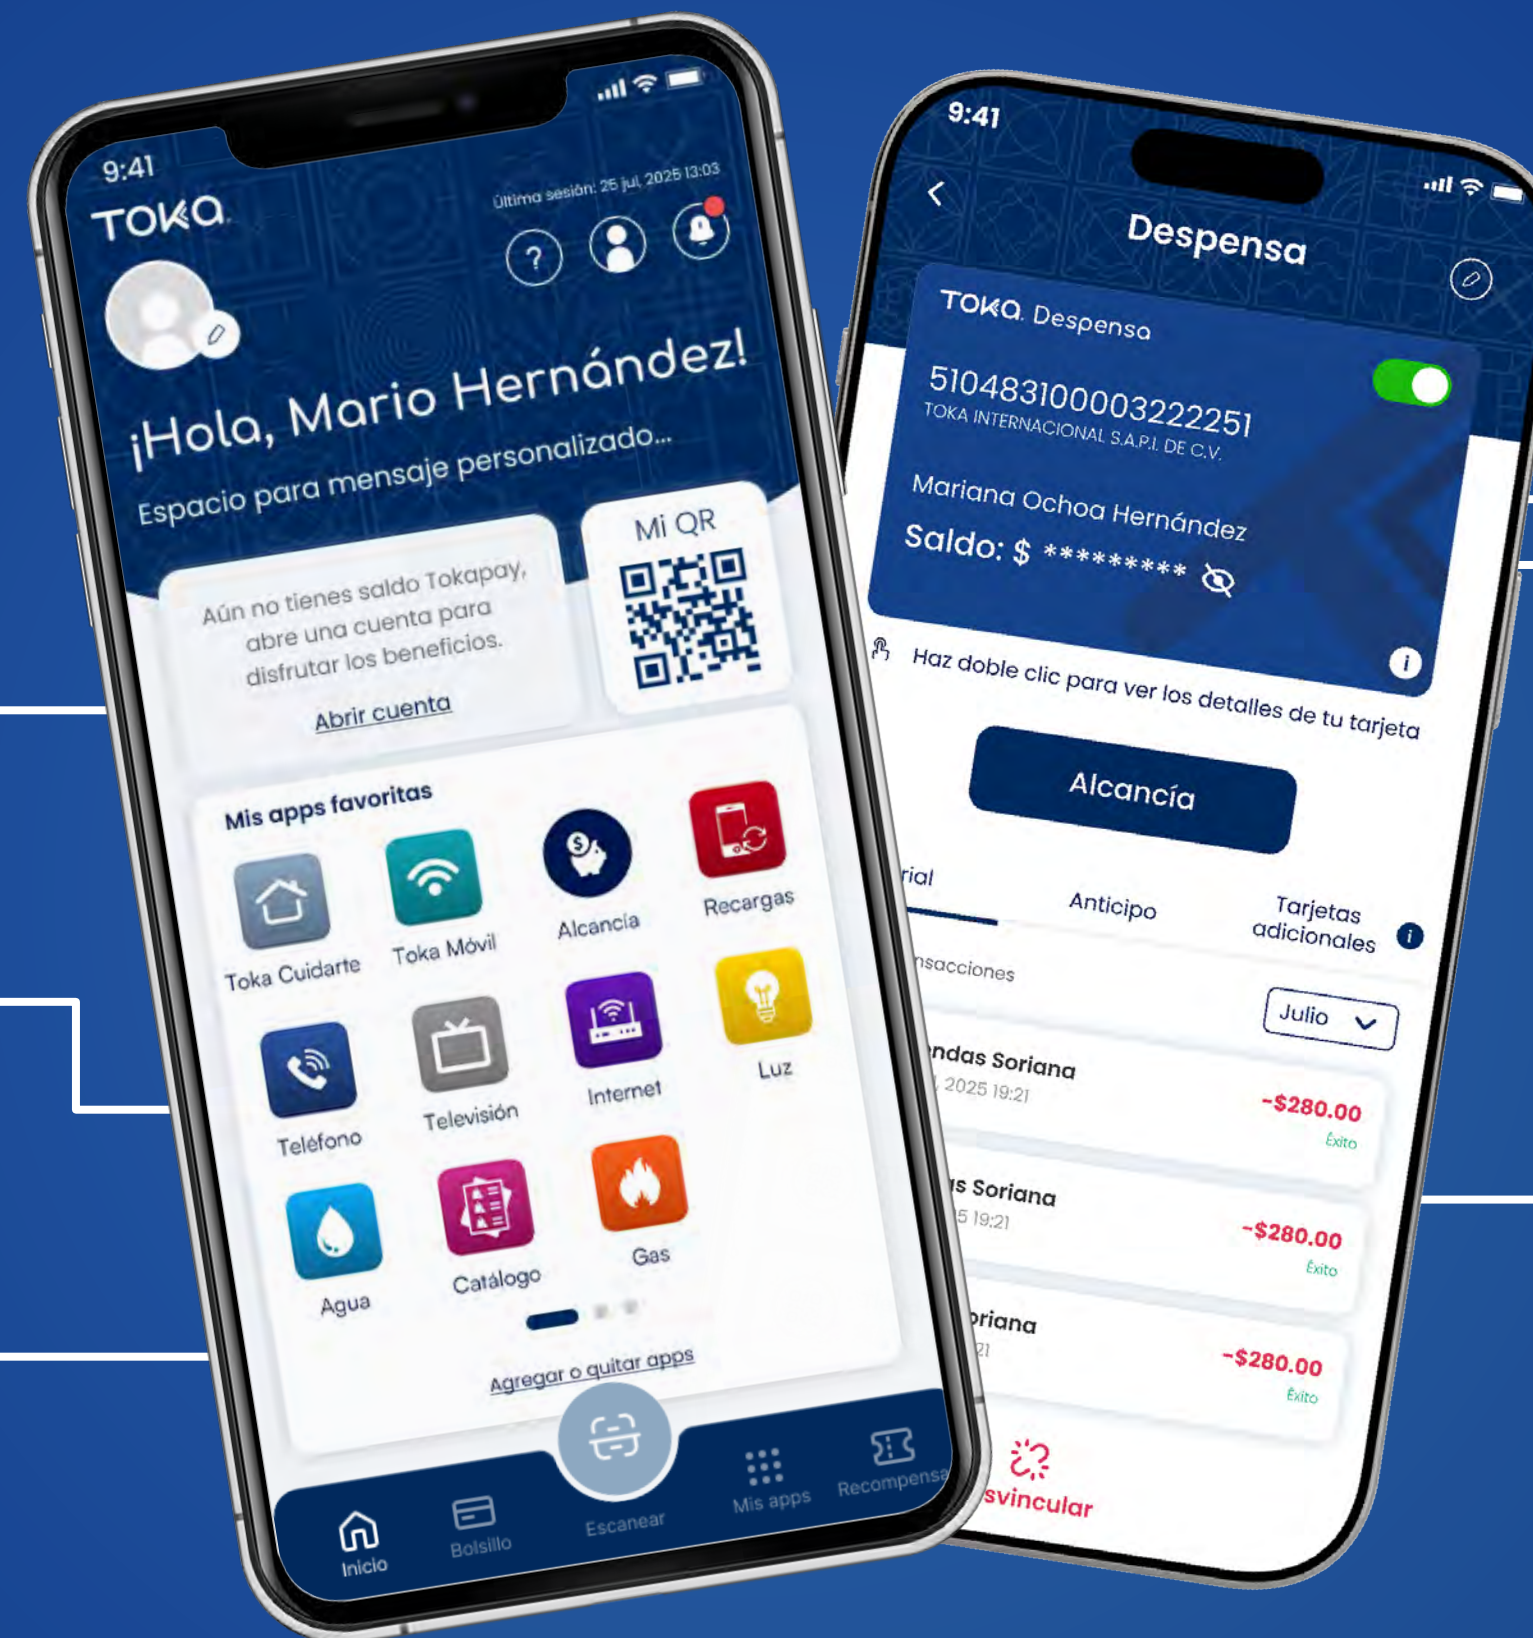 9:41
TOKA
Última sesión: 25 jul, 2025 13:03
?
¡Hola, Mario Hernández!
Espacio para mensaje personalizado...
Aún no tienes saldo Tokapay,
abre una cuenta para
disfrutar los beneficios.
Abrir cuenta
Mi QR
Mis apps favoritas
Toka Cuidarte
Toka Móvil
Alcancía
Recargas
Teléfono
Televisión
Internet
Luz
Agua
Catálogo
Gas
Agregar o quitar apps
Inicio
Bolsillo
Escanear
Mis apps
Recompensa
9:41
Despensa
TOKA. Despensa
510483100003222251
TOKA INTERNACIONAL S.A.P.I. DE C.V.
Mariana Ochoa Hernández
Saldo: $ *********
i
Haz doble clic para ver los detalles de tu tarjeta
Alcancía
rial
Anticipo
Tarjetas
adicionales
i
nsacciones
Julio
ndas Soriana
, 2025 19:21
-$280.00
Éxito
as Soriana
5 19:21
-$280.00
Éxito
oriana
21
-$280.00
Éxito
svincular